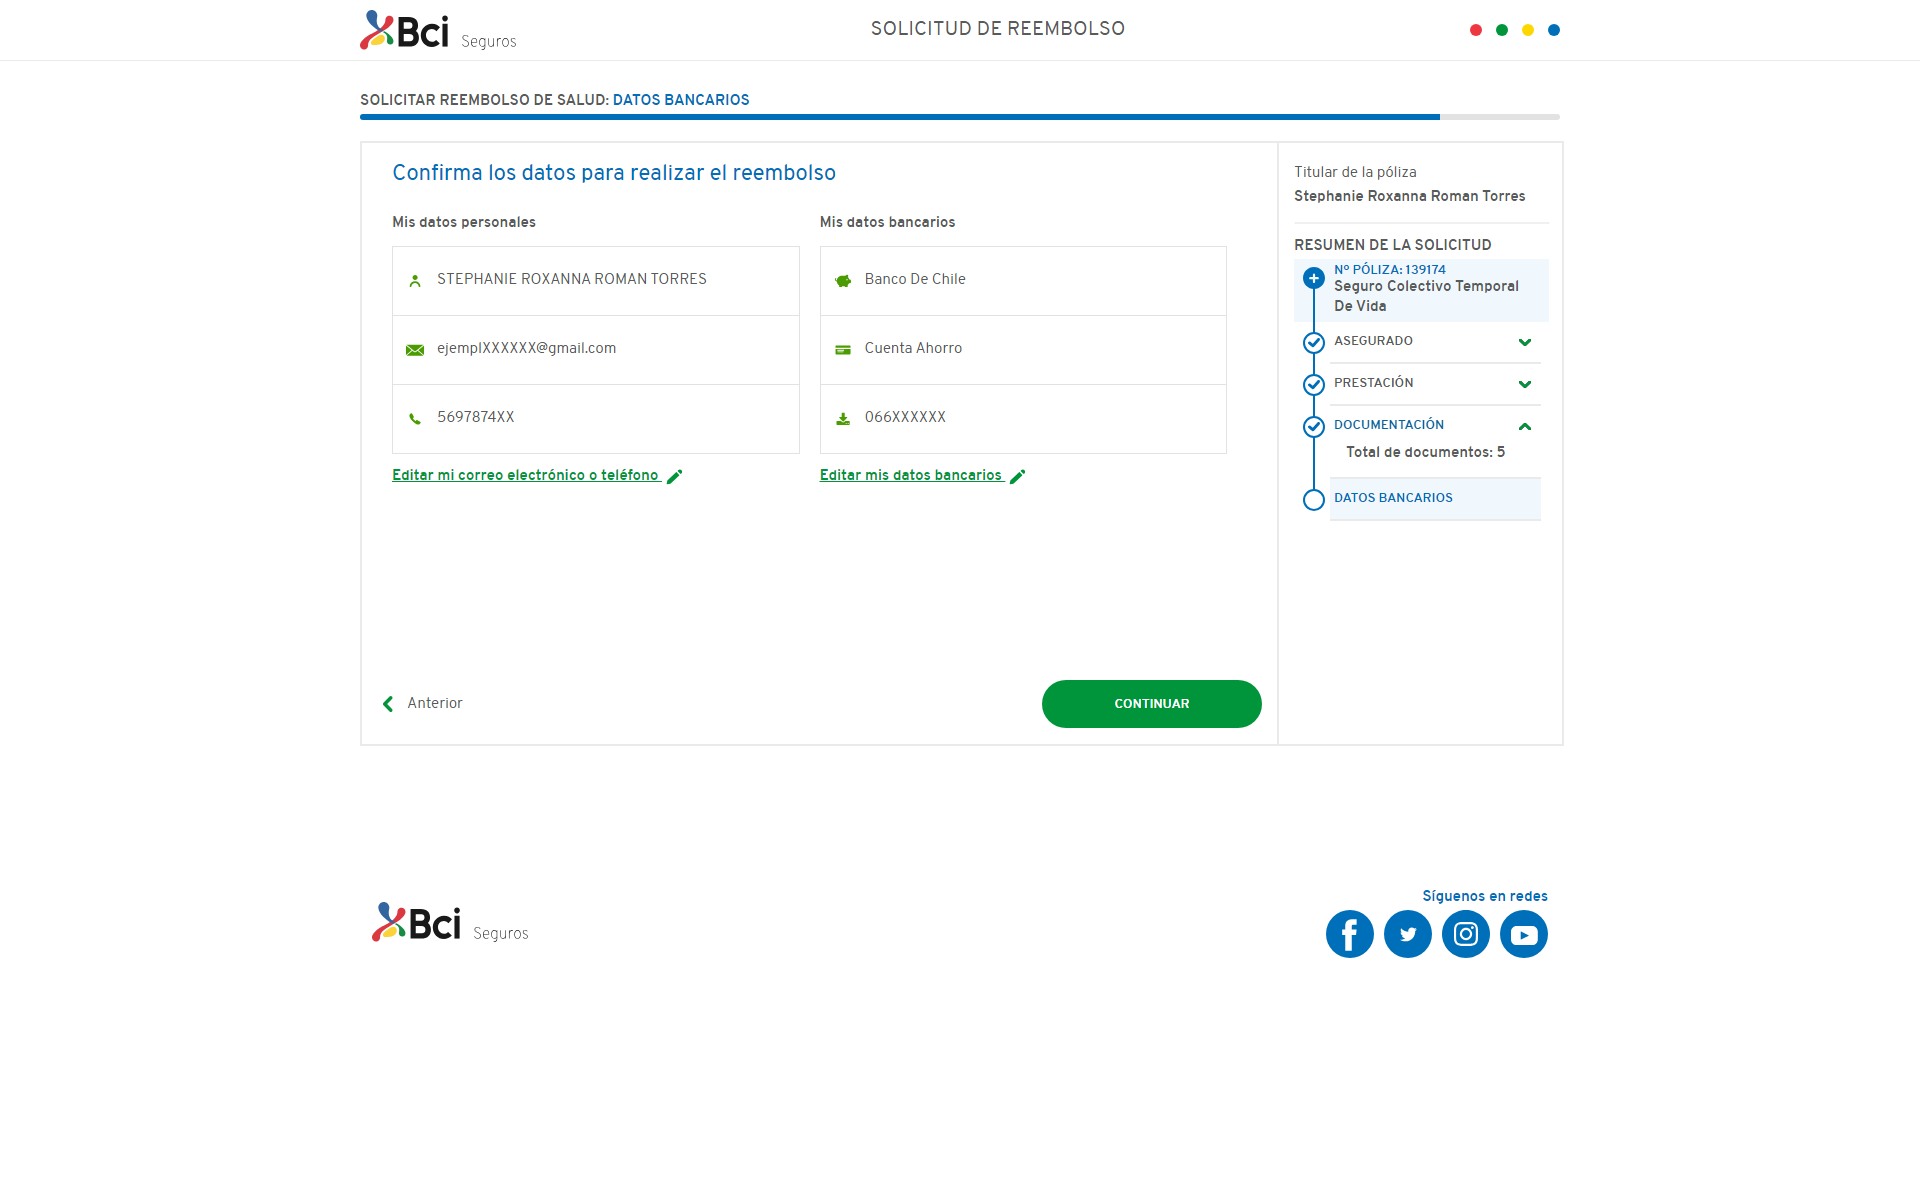 Bci Seguros
SOLICITUD DE REEMBOLSO
SOLICITAR REEMBOLSO DE SALUD: DATOS BANCARIOS
Confirma los datos para realizar el reembolso
Mis datos personales
STEPHANIE ROXANNA ROMAN TORRES
ejemplXXXXXX@gmail.com
5697874XX
Editar mi correo electrónico o teléfono
Mis datos bancarios
Banco De Chile
Cuenta Ahorro
066XXXXXX
Editar mis datos bancarios
Anterior
CONTINUAR
Titular de la póliza
Stephanie Roxanna Roman Torres
RESUMEN DE LA SOLICITUD
Nº PÓLIZA: 139174
Seguro Colectivo Temporal
De Vida
ASEGURADO
PRESTACIÓN
DOCUMENTACIÓN
Total de documentos: 5
DATOS BANCARIOS
Bci Seguros
Síguenos en redes